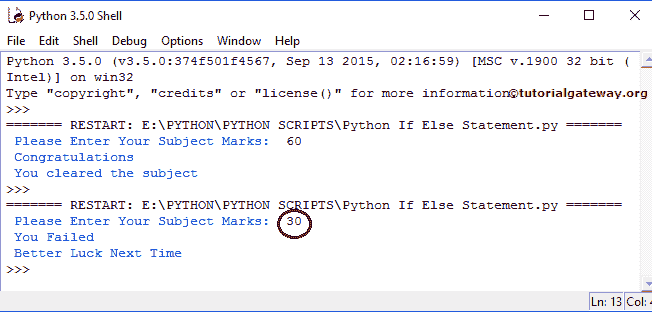 Python 3.5.0 Shell
File Edit Shell Debug Options Window Help
Python 3.5.0 (v3.5.0:374f501f4567, Sep 13 2015, 02:16:59) [MSC v.1900 32 bit (
Intel)] on win32
Type "copyright", "credits" or "license()" for more information ©tutorialgateway.org
>>>
======= RESTART: E:\PYTHON\PYTHON SCRIPTS\Python If Else Statement.py =======
Please Enter Your Subject Marks: 60
Congratulations
You cleared the subject
>>>
======= RESTART: E:\PYTHON\PYTHON SCRIPTS\Python If Else Statement.py =======
Please Enter Your Subject Marks: 30
You Failed
Better Luck Next Time
>>>
Ln: 13 Col: